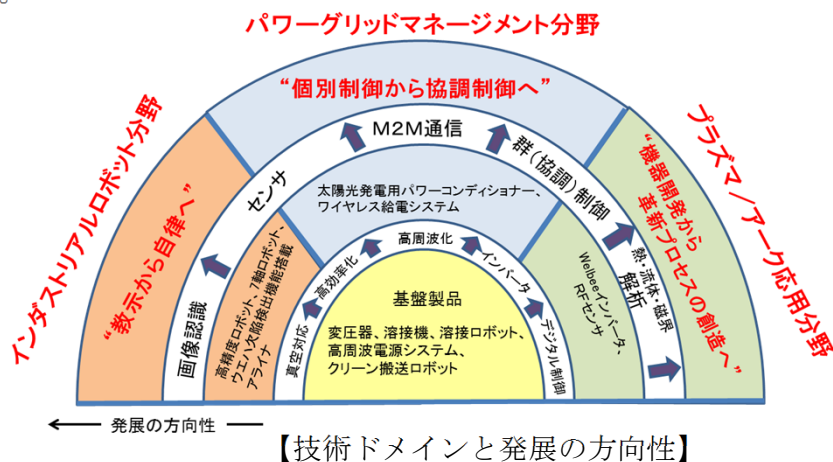 パワーグリッドマネージメント分野
インダストリアルロボット分野
プラズマ/アーク応用分野
“個別制御から協調制御へ”
“教示から自律へ”
“機器開発から
革新プロセスの創造へ”
画像認識
センサ
M2M通信
群(協調)制御
熱・流体・磁界
解析
太陽光発電用パワーコンディショナー、
ワイヤレス給電システム
高精度ロボット、7軸ロボット、
ウエハ欠陥検出機能搭載
アライナ
Welbeeインバータ、
RFセンサ
真空対応
高効率化
高周波化
インバータ
デジタル制御
基盤製品
変圧器、溶接機、溶接ロボット、
高周波電源システム、
クリーン搬送ロボット
発展の方向性
【技術ドメインと発展の方向性】